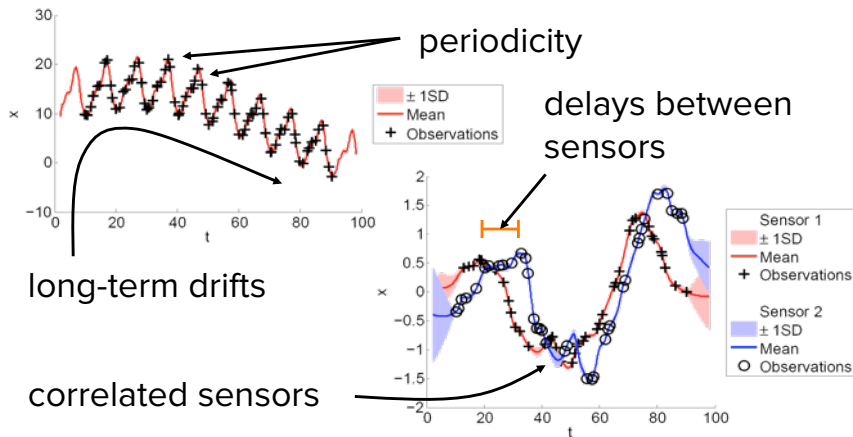 periodicity
30
20
10
0
−10
x
0 20 40 60 80 100
t
± 1SD
Mean
Observations
delays between
sensors
long-term drifts
correlated sensors
2
1.5
1
0.5
0
−0.5
−1
−1.5
−2
x
0 20 40 60 80 100
t
Sensor 1
± 1SD
Mean
Observations
Sensor 2
± 1SD
Mean
Observations